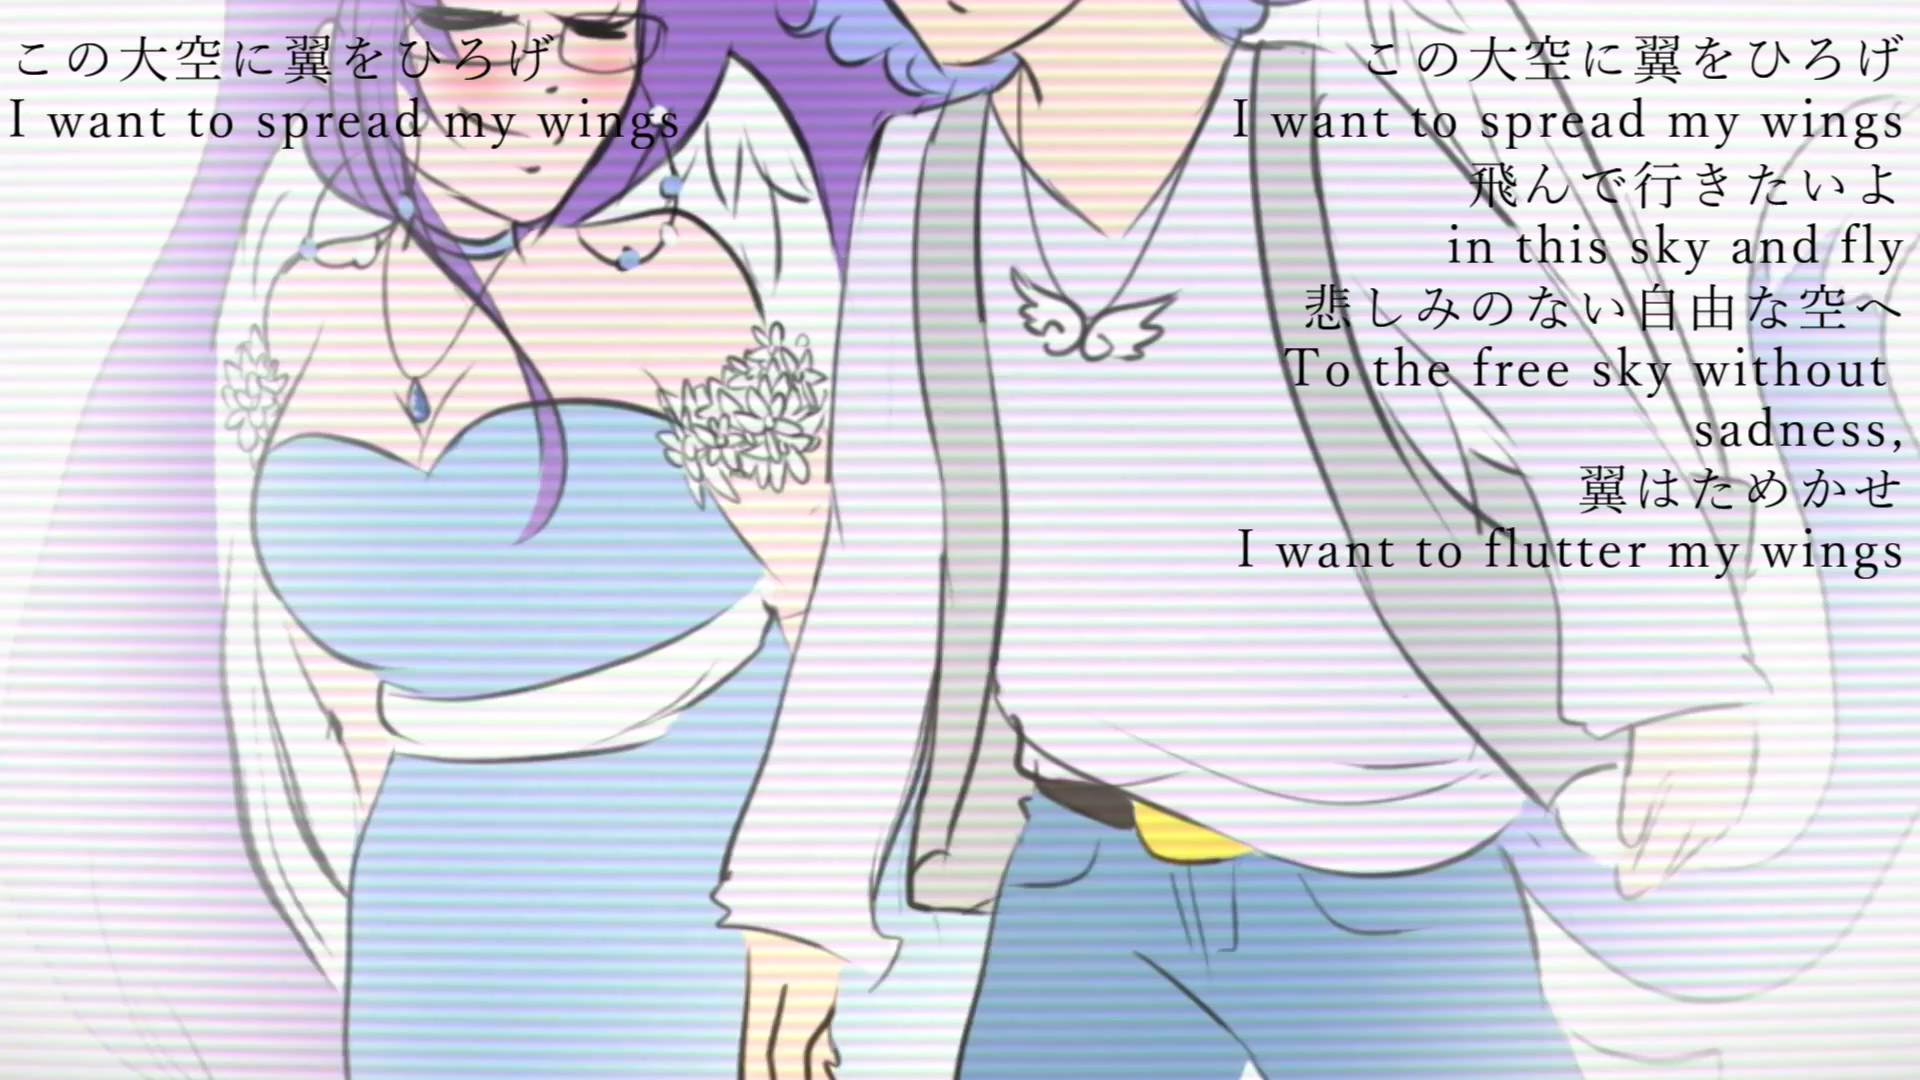 この大空に翼をひろげ
I want to spread my wings
この大空に翼をひろげ
I want to spread my wings
飛んで行きたいよ
in this sky and fly
悲しみのない自由な空へ
To the free sky without
sadness,
翼はためかせ
I want to flutter my wings